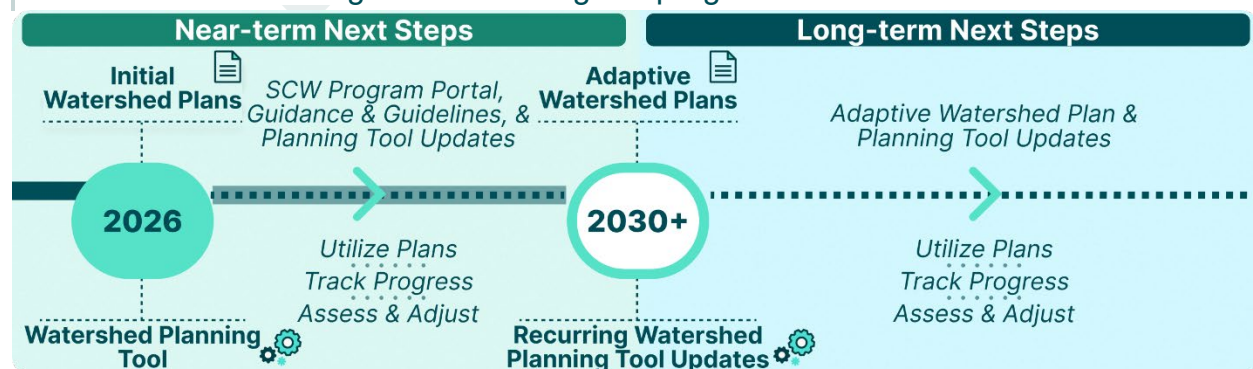 Near-term Next Steps
Long-term Next Steps
Initial
Watershed Plans
SCW Program Portal,
Guidance & Guidelines, &
Planning Tool Updates
Adaptive
Watershed Plans
Adaptive Watershed Plan &
Planning Tool Updates
2026
2030+
Utilize Plans
Track Progress
Assess & Adjust
Utilize Plans
Track Progress
Assess & Adjust
Watershed Planning
Tool
Recurring Watershed
Planning Tool Updates